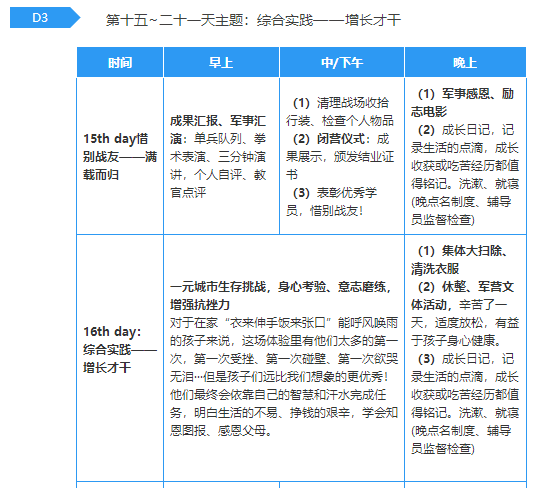 D3
第十五~二十一天主题：综合实践——增长才干
时间
早上
中/下午
晚上
15th day惜
别战友——满
载而归
成果汇报、军事汇
演：单兵队列、拳
术表演、三分钟演
讲，个人自评、教
官点评
（1）清理战场收拾
行装、检查个人物品
（2）闭营仪式：成
果展示，颁发结业证
书
（3）表彰优秀学
员，惜别战友！
（1）军事感恩、励
志电影
（2）成长日记，记
录生活的点滴，成长
收获或吃苦经历都值
得铭记。洗漱、就寝
(晚点名制度、辅导
员监督检查)
16th day：
综合实践——
增长才干
一元城市生存挑战，身心考验、意志磨练，
增强抗挫力
对于在家“衣来伸手饭来张口”能呼风唤雨
的孩子来说，这场体验里有他们太多的第一
次，第一次受挫、第一次碰壁、第一次欲哭
无泪···但是孩子们远比我们想象的更优秀！
他们最终会依靠自己的智慧和汗水完成任
务，明白生活的不易、挣钱的艰辛，学会知
恩图报、感恩父母。
（1）集体大扫除、
清洗衣服
（2）休整、军营文
体活动，辛苦了一
天，适度放松，有益
于孩子身心健康。
（3）成长日记，记
录生活的点滴，成长
收获或吃苦经历都值
得铭记。洗漱、就寝
(晚点名制度、辅导
员监督检查)